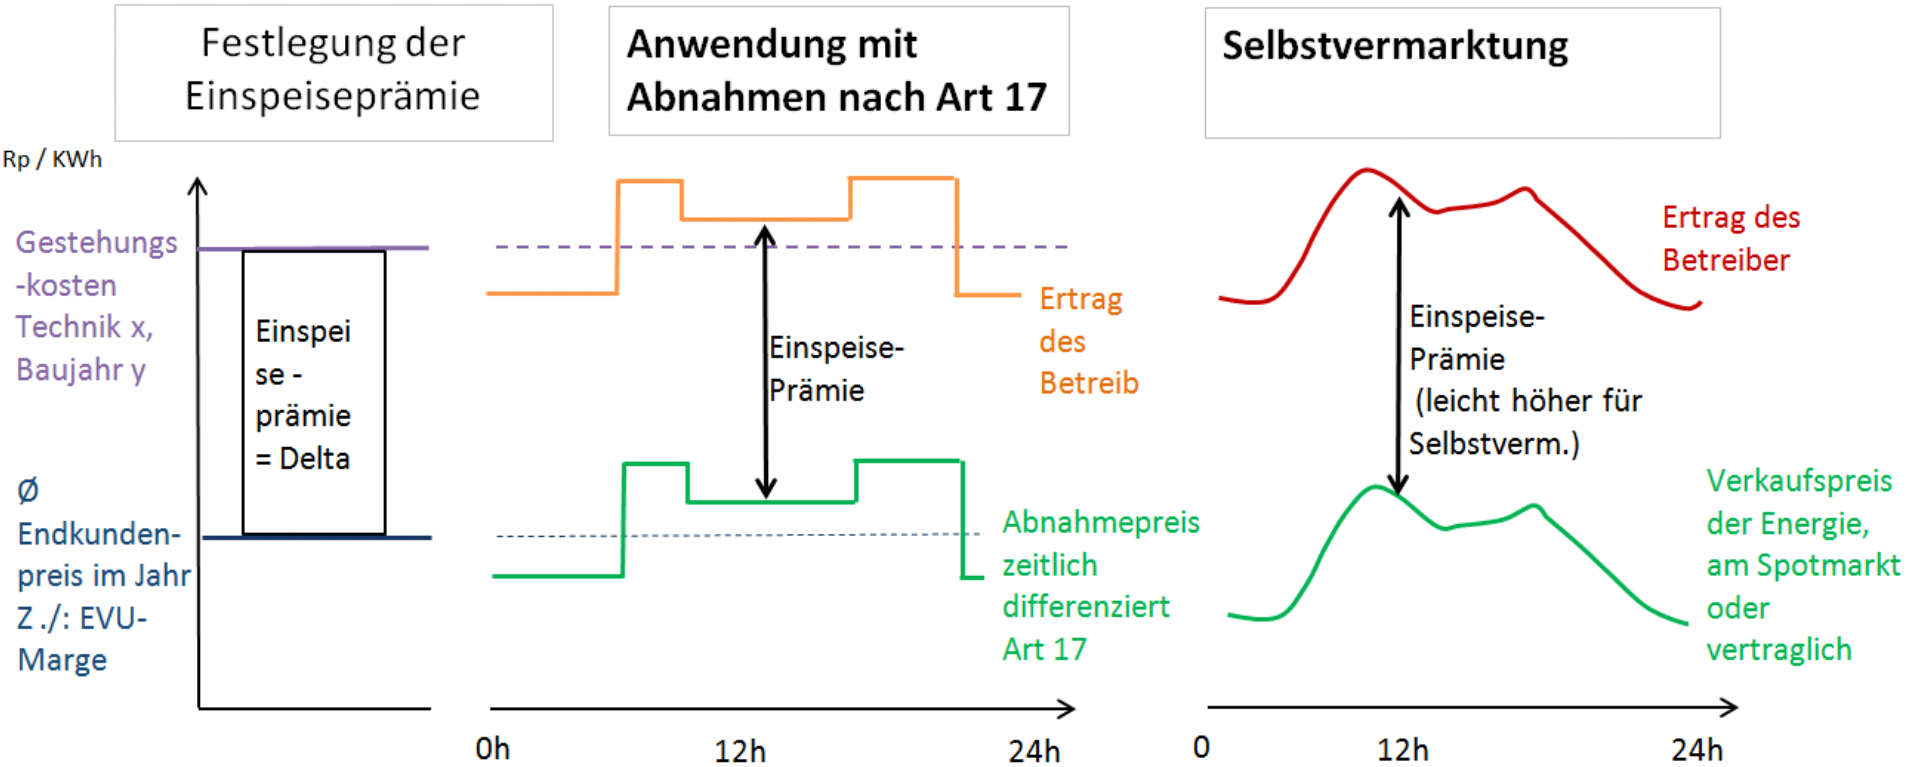 Festlegung der
Einspeiseprämie
Anwendung mit
Abnahmen nach Art 17
Selbstvermarktung
Rp / KWh
Gestehungs
-kosten
Technik x,
Baujahr y
Einspei
se -
prämie
= Delta
Ø
Endkunden-
preis im Jahr
Z ./: EVU-
Marge
Einspeise-
Prämie
Ertrag
des
Betreib
Abnahmepreis
zeitlich
differenziert
Art 17
0h
12h
24h
Ertrag des
Betreiber
Einspeise-
Prämie
(leicht höher für
Selbstverm.)
Verkaufspreis
der Energie,
am Spotmarkt
oder
vertraglich
0
12h
24h